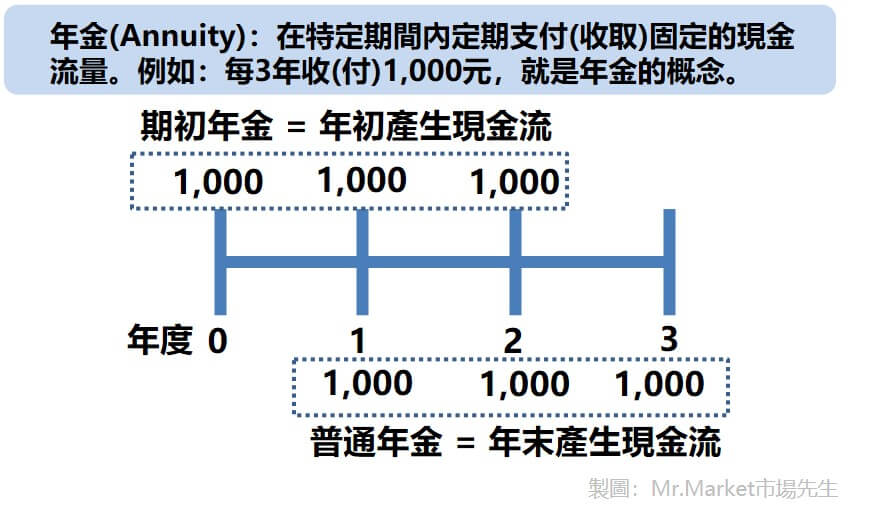 年金(Annuity)：在特定期間內定期支付(收取)固定的現金
流量。例如：每3年收(付)1,000元，就是年金的概念。
期初年金 = 年初產生現金流
1,000 1,000 1,000
年度 0 1 2 3
1,000 1,000 1,000
普通年金 = 年末產生現金流
製圖：Mr.Market市場先生